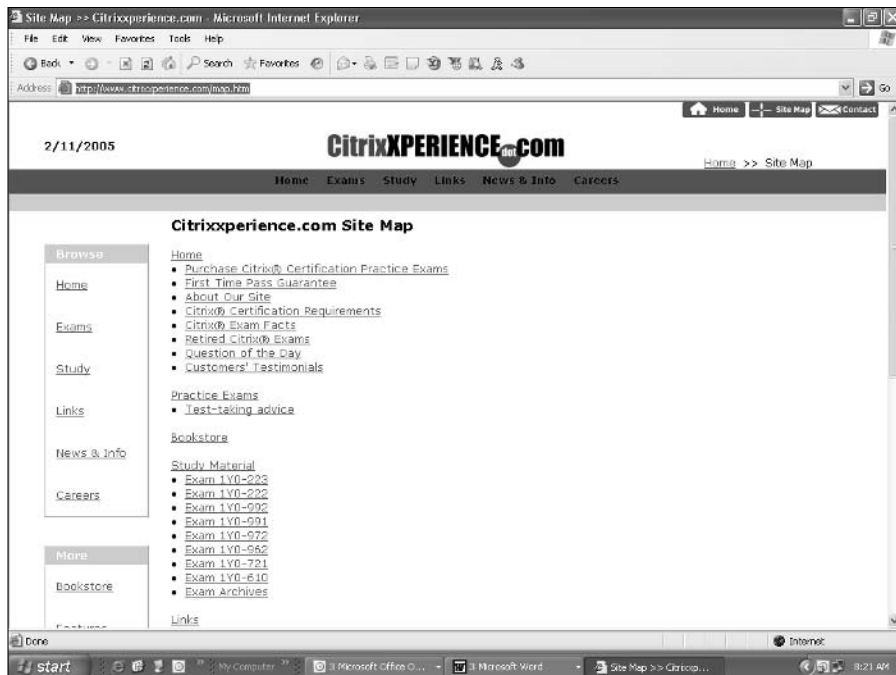 Site Map >> Citrixxperience.com - Microsoft Internet Explorer
File Edit View Favorites Tools Help
Back Search Favorites
Address http://www.citrixxperience.com/map.htm Go
Home Site Map Contact
2/11/2005
CitrixXPERIENCE dot COM
Home >> Site Map
Home Exams Study Links News & Info Careers
Citrixxperience.com Site Map
Browse
Home
Exams
Study
Links
News & Info
Careers
More
Bookstore
Features
Home
• Purchase Citrix® Certification Practice Exams
• First Time Pass Guarantee
• About Our Site
• Citrix® Certification Requirements
• Citrix® Exam Facts
• Retired Citrix® Exams
• Question of the Day
• Customers' Testimonials
Practice Exams
• Test-taking advice
Bookstore
Study Material
• Exam 1Y0-223
• Exam 1Y0-222
• Exam 1Y0-992
• Exam 1Y0-991
• Exam 1Y0-972
• Exam 1Y0-962
• Exam 1Y0-721
• Exam 1Y0-610
• Exam Archives
Links
Done Internet
start My Computer » 3 Microsoft Office O... 3 Microsoft Word Site Map >> Citrixxp... 8:21 AM